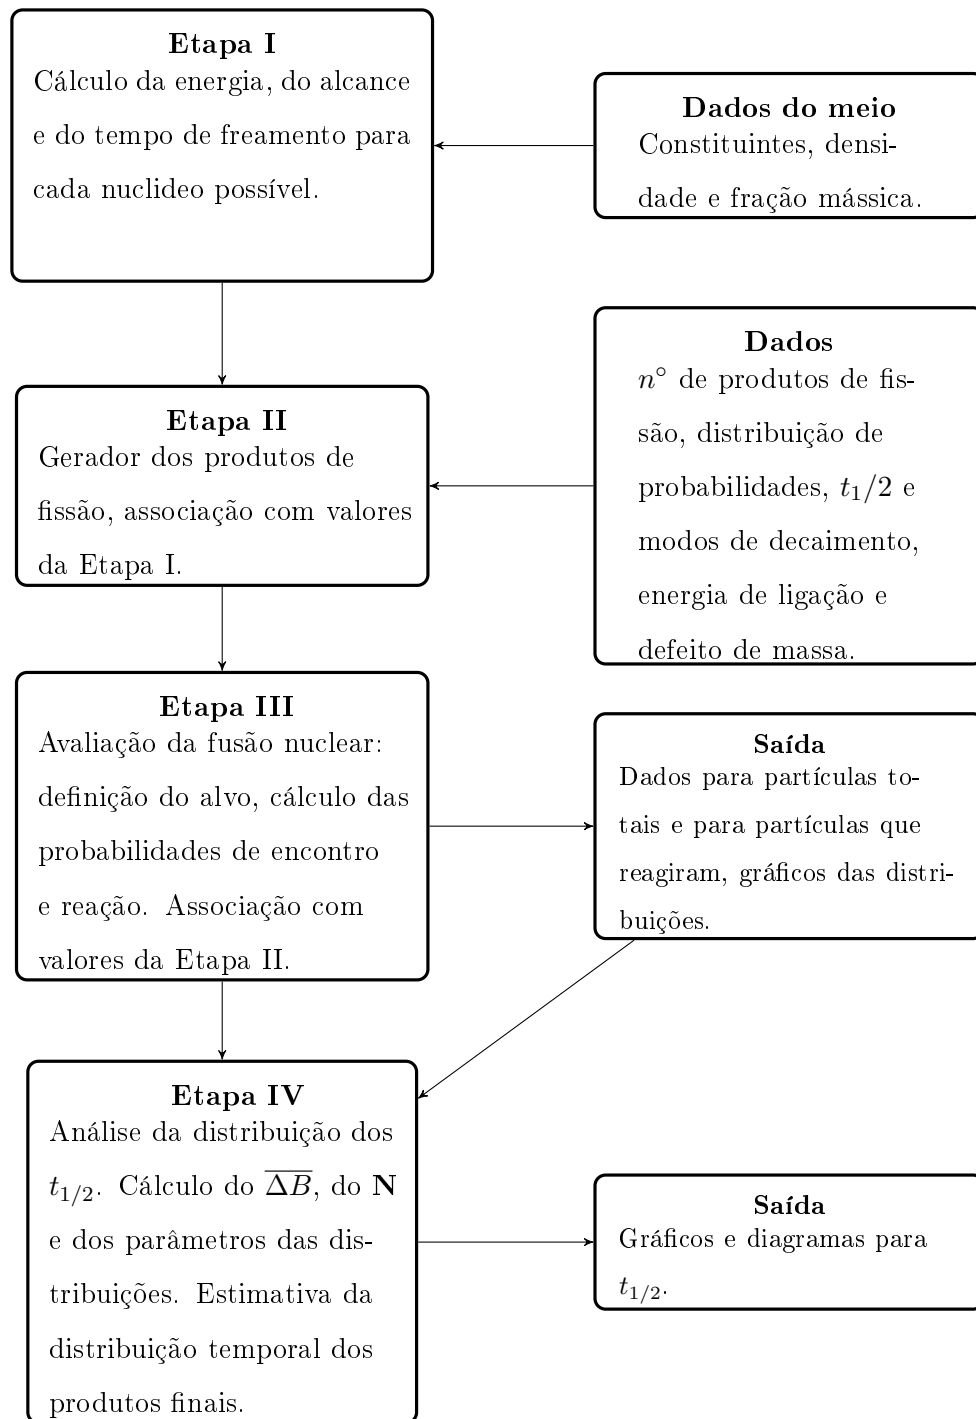 Etapa I
Cálculo da energia, do alcance
e do tempo de freamento para
cada nuclideo possível.
Dados do meio
Constituintes, densi-
dade e fração mássica.
Dados
n° de produtos de fis-
são, distribuição de
probabilidades, t₁/2 e
modos de decaimento,
energia de ligação e
defeito de massa.
Etapa II
Gerador dos produtos de
fissão, associação com valores
da Etapa I.
Etapa III
Avaliação da fusão nuclear:
definição do alvo, cálculo das
probabilidades de encontro
e reação. Associação com
valores da Etapa II.
Saída
Dados para partículas to-
tais e para partículas que
reagiram, gráficos das distri-
buições.
Etapa IV
Análise da distribuição dos
t_{1/2}. Cálculo do \overline{ΔB}, do N
e dos parâmetros das dis-
tribuições. Estimativa da
distribuição temporal dos
produtos finais.
Saída
Gráficos e diagramas para
t_{1/2}.